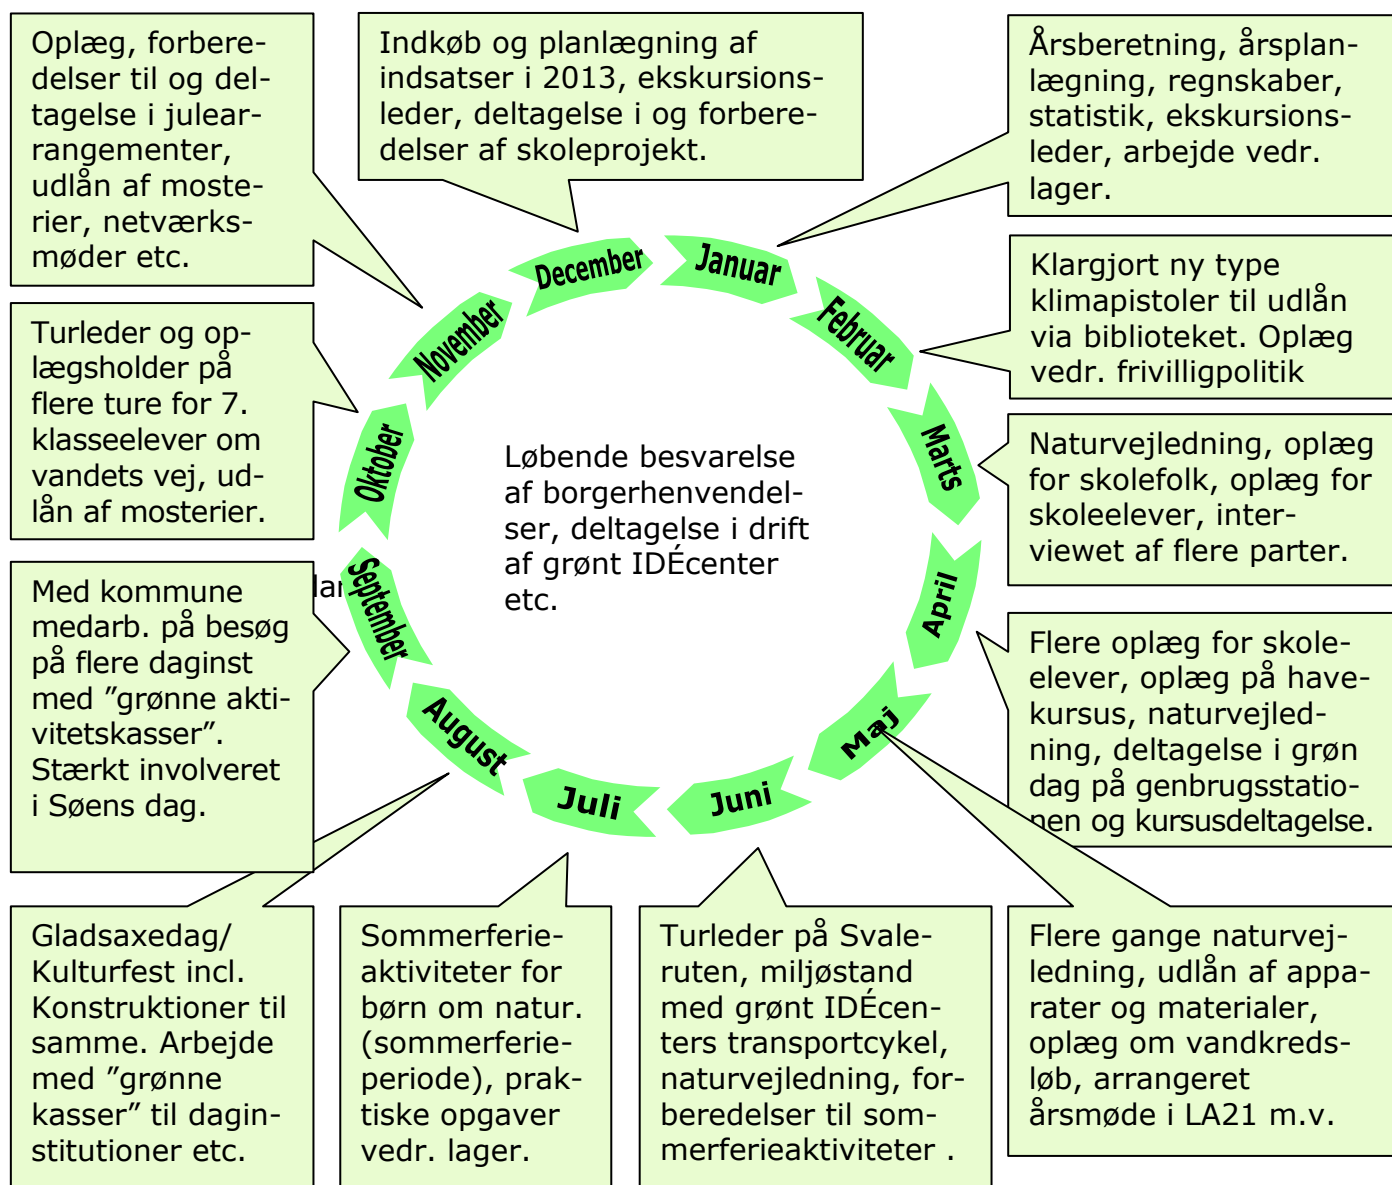 Oplæg, forbere-
delser til og del-
tagelse i julear-
rangementer,
udlån af moste-
rier, netværks-
møder etc.
Indkøb og planlægning af
indsatser i 2013, ekskursions-
leder, deltagelse i og forbere-
delser af skoleprojekt.
Årsberetning, årsplan-
lægning, regnskaber,
statistik, ekskursions-
leder, arbejde vedr.
lager.
Klargjort ny type
klimapistoler til udlån
via biblioteket. Oplæg
vedr. frivilligpolitik
Naturvejledning, oplæg
for skolefolk, oplæg for
skoleelever, inter-
viewet af flere parter.
Flere oplæg for skole-
elever, oplæg på have-
kursus, naturvejled-
ning, deltagelse i grøn
dag på genbrugsstatio-
nen og kursusdeltagelse.
Flere gange naturvej-
ledning, udlån af appa-
rater og materialer,
oplæg om vandkreds-
løb, arrangeret
årsmøde i LA21 m.v.
Turleder på Svale-
ruten, miljøstand
med grønt IDÉcen-
ters transportcykel,
naturvejledning, for-
beredelser til som-
merferieaktiviteter .
Sommerferie-
aktiviteter for
børn om natur.
(sommerferie-
periode), prak-
tiske opgaver
vedr. lager.
Gladsaxedag/
Kulturfest incl.
Konstruktioner til
samme. Arbejde
med ”grønne
kasser” til dagin-
stitutioner etc.
Med kommune
medarb. på besøg
på flere daginst
med ”grønne akti-
vitetskasser”.
Stærkt involveret
i Søens dag.
Turleder og op-
lægsholder på
flere ture for 7.
klasseelever om
vandets vej, ud-
lån af mosterier.
Januar
Februar
Marts
April
Maj
Juni
Juli
August
September
Oktober
November
December
Løbende besvarelse
af borgerhenvendel-
ser, deltagelse i drift
af grønt IDÉcenter
etc.